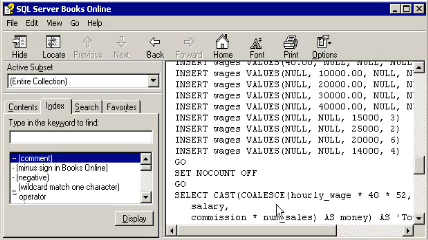 SQL Server Books Online
File Edit View Go Help
Hide Locate Previous Next Back Forward Home Font Print Options
Active Subset
(Entire Collection)
Contents Index Search Favorites
Type in the keyword to find:
-- (comment)
- (minus sign in Books Online)
- (negative)
_ (wildcard match one character)
operator
Display
INSERT wages VALUES(40.00, NULL, NUL
INSERT wages VALUES(NULL, 10000.00, NULL, N
INSERT wages VALUES(NULL, 20000.00, NULL, N
INSERT wages VALUES(NULL, 30000.00, NULL, N
INSERT wages VALUES(NULL, 40000.00, NULL, N
INSERT wages VALUES(NULL, NULL, 15000, 3)
INSERT wages VALUES(NULL, NULL, 25000, 2)
INSERT wages VALUES(NULL, NULL, 20000, 6)
INSERT wages VALUES(NULL, NULL, 14000, 4)
GO
SET NOCOUNT OFF
GO
SELECT CAST(COALESCE(hourly_wage * 40 * 52,
salary,
commission * num_sales) AS money) AS 'To